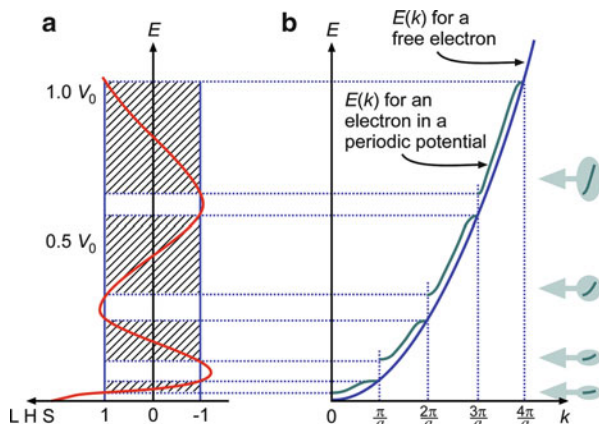 a
E
b
E
E(k) for a
free electron
1.0 V₀
E(k) for an
electron in a
periodic potential
0.5 V₀
L H S
1
0
-1
0
π/a
2π/a
3π/a
4π/a
k